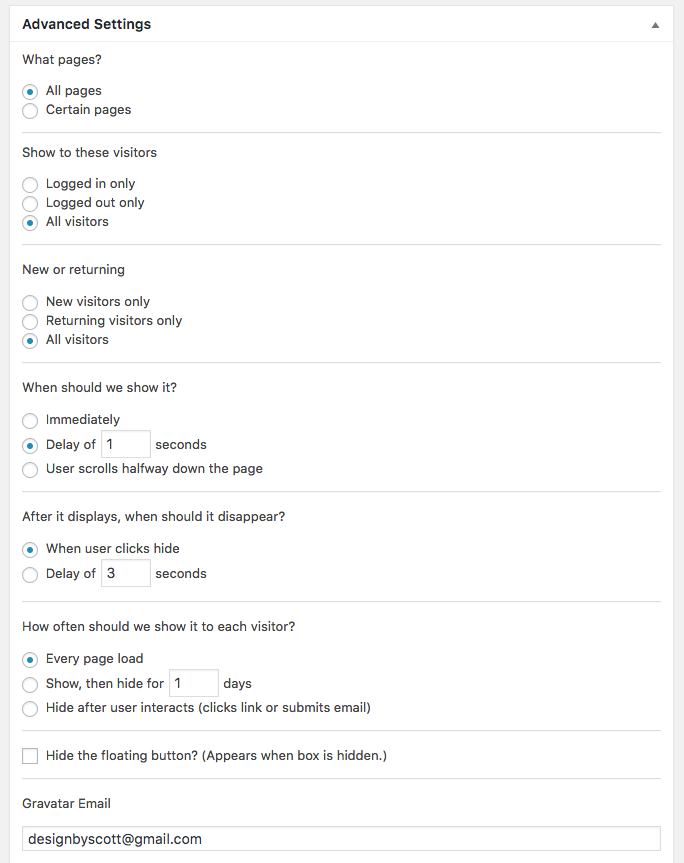 Advanced Settings
What pages?
All pages
Certain pages
Show to these visitors
Logged in only
Logged out only
All visitors
New or returning
New visitors only
Returning visitors only
All visitors
When should we show it?
Immediately
Delay of 1 seconds
User scrolls halfway down the page
After it displays, when should it disappear?
When user clicks hide
Delay of 3 seconds
How often should we show it to each visitor?
Every page load
Show, then hide for 1 days
Hide after user interacts (clicks link or submits email)
Hide the floating button? (Appears when box is hidden.)
Gravatar Email
designbyscott@gmail.com